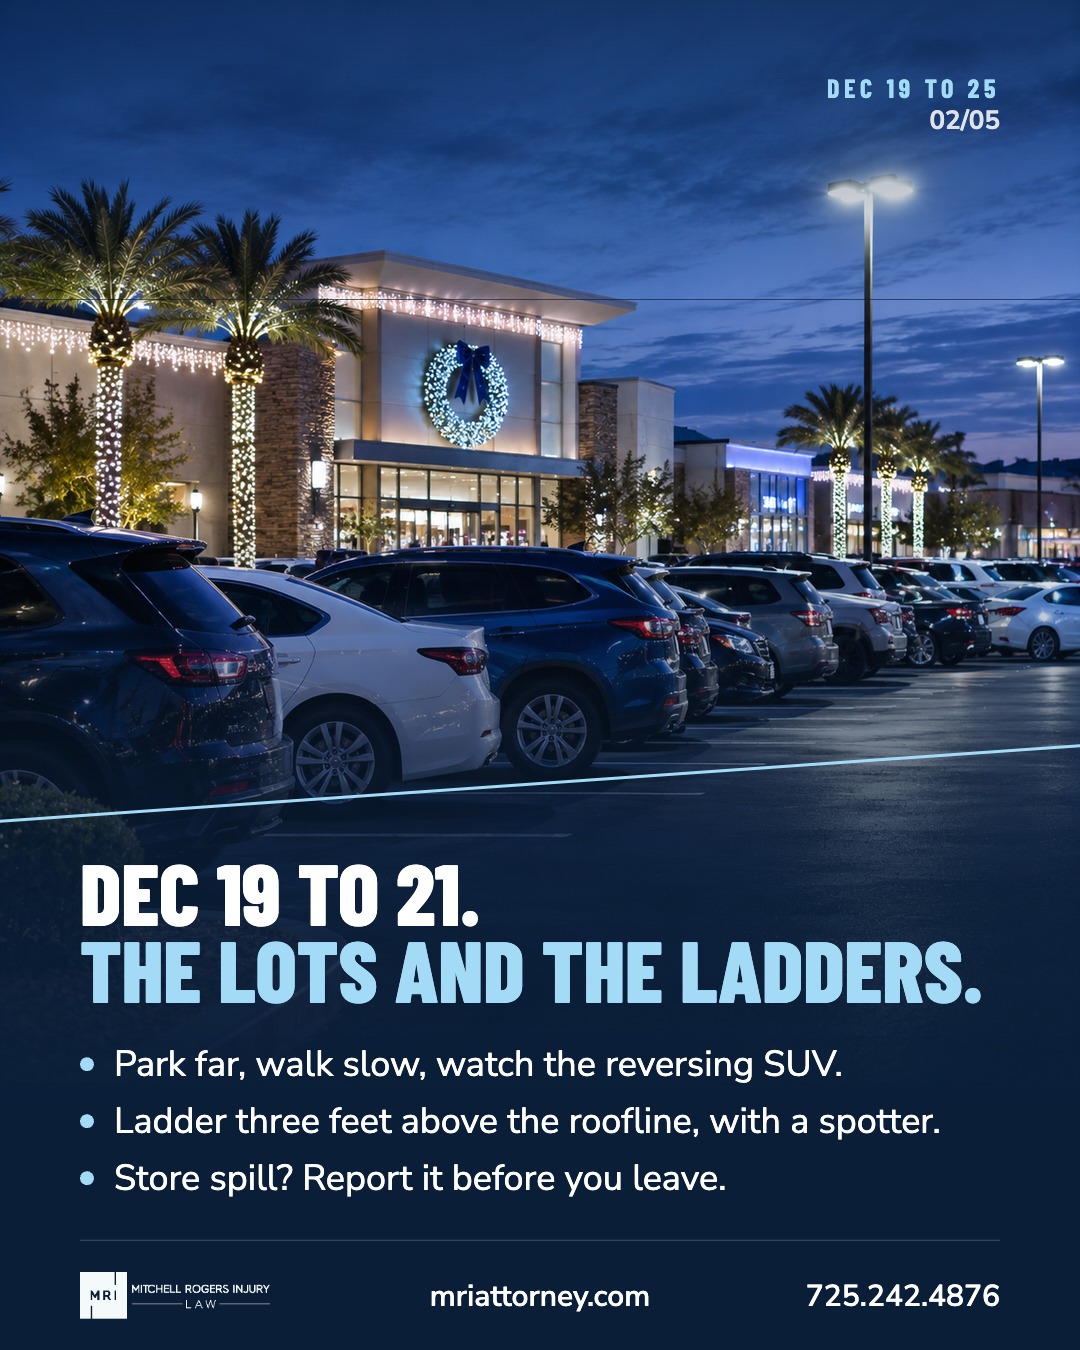 DEC 19 TO 25
02/05
DEC 19 TO 21.
THE LOTS AND THE LADDERS.
Park far, walk slow, watch the reversing SUV.
Ladder three feet above the roofline, with a spotter.
Store spill? Report it before you leave.
MRI
MITCHELL ROGERS INJURY
LAW
mriattorney.com
725.242.4876